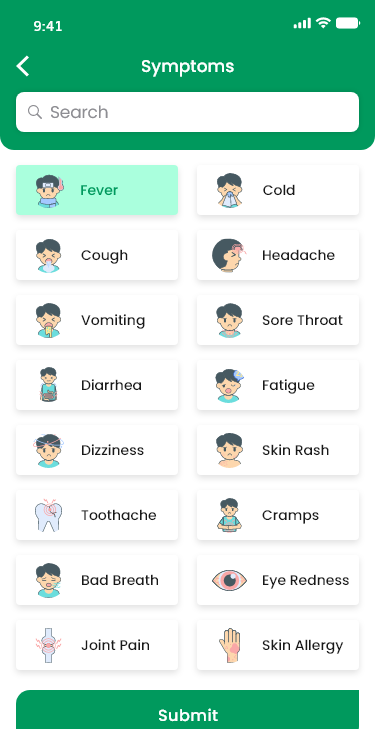 9:41
Symptoms
Search
Fever
Cold
Cough
Headache
Vomiting
Sore Throat
Diarrhea
Fatigue
Dizziness
Skin Rash
Toothache
Cramps
Bad Breath
Eye Redness
Joint Pain
Skin Allergy
Submit